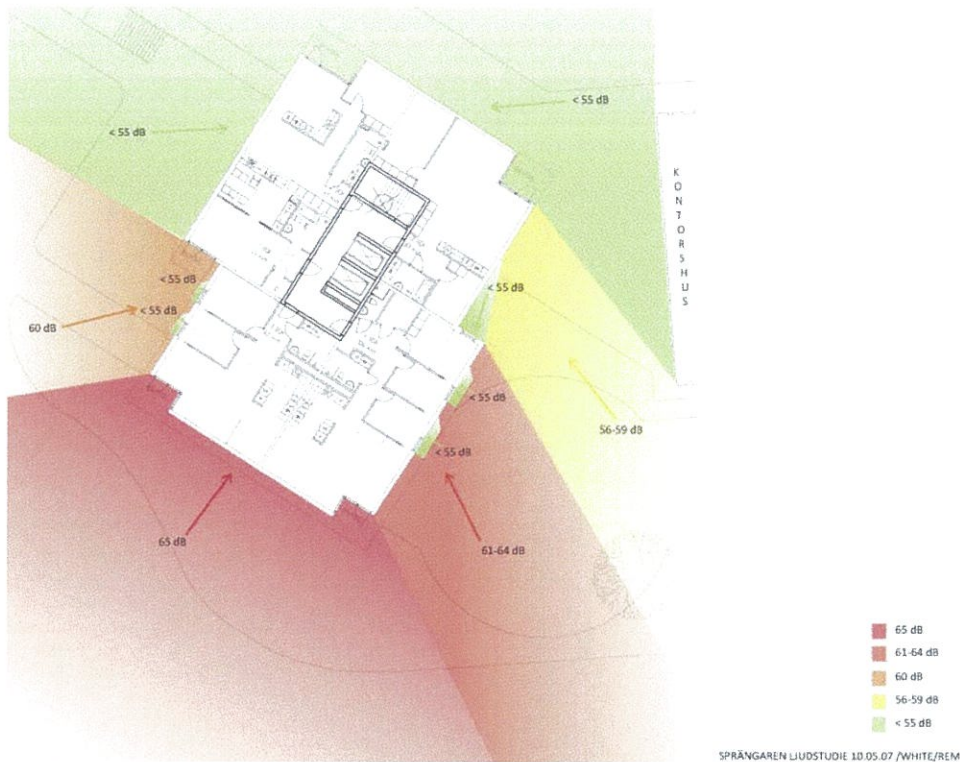 < 55 dB
< 55 dB
KONTORSHUS
< 55 dB
< 55 dB
< 55 dB
60 dB
< 55 dB
56-59 dB
< 55 dB
65 dB
61-64 dB
65 dB
61-64 dB
60 dB
56-59 dB
< 55 dB
SPRÄNGAREN LJUDSTUDIE 10.05.07 /WHITE/REM